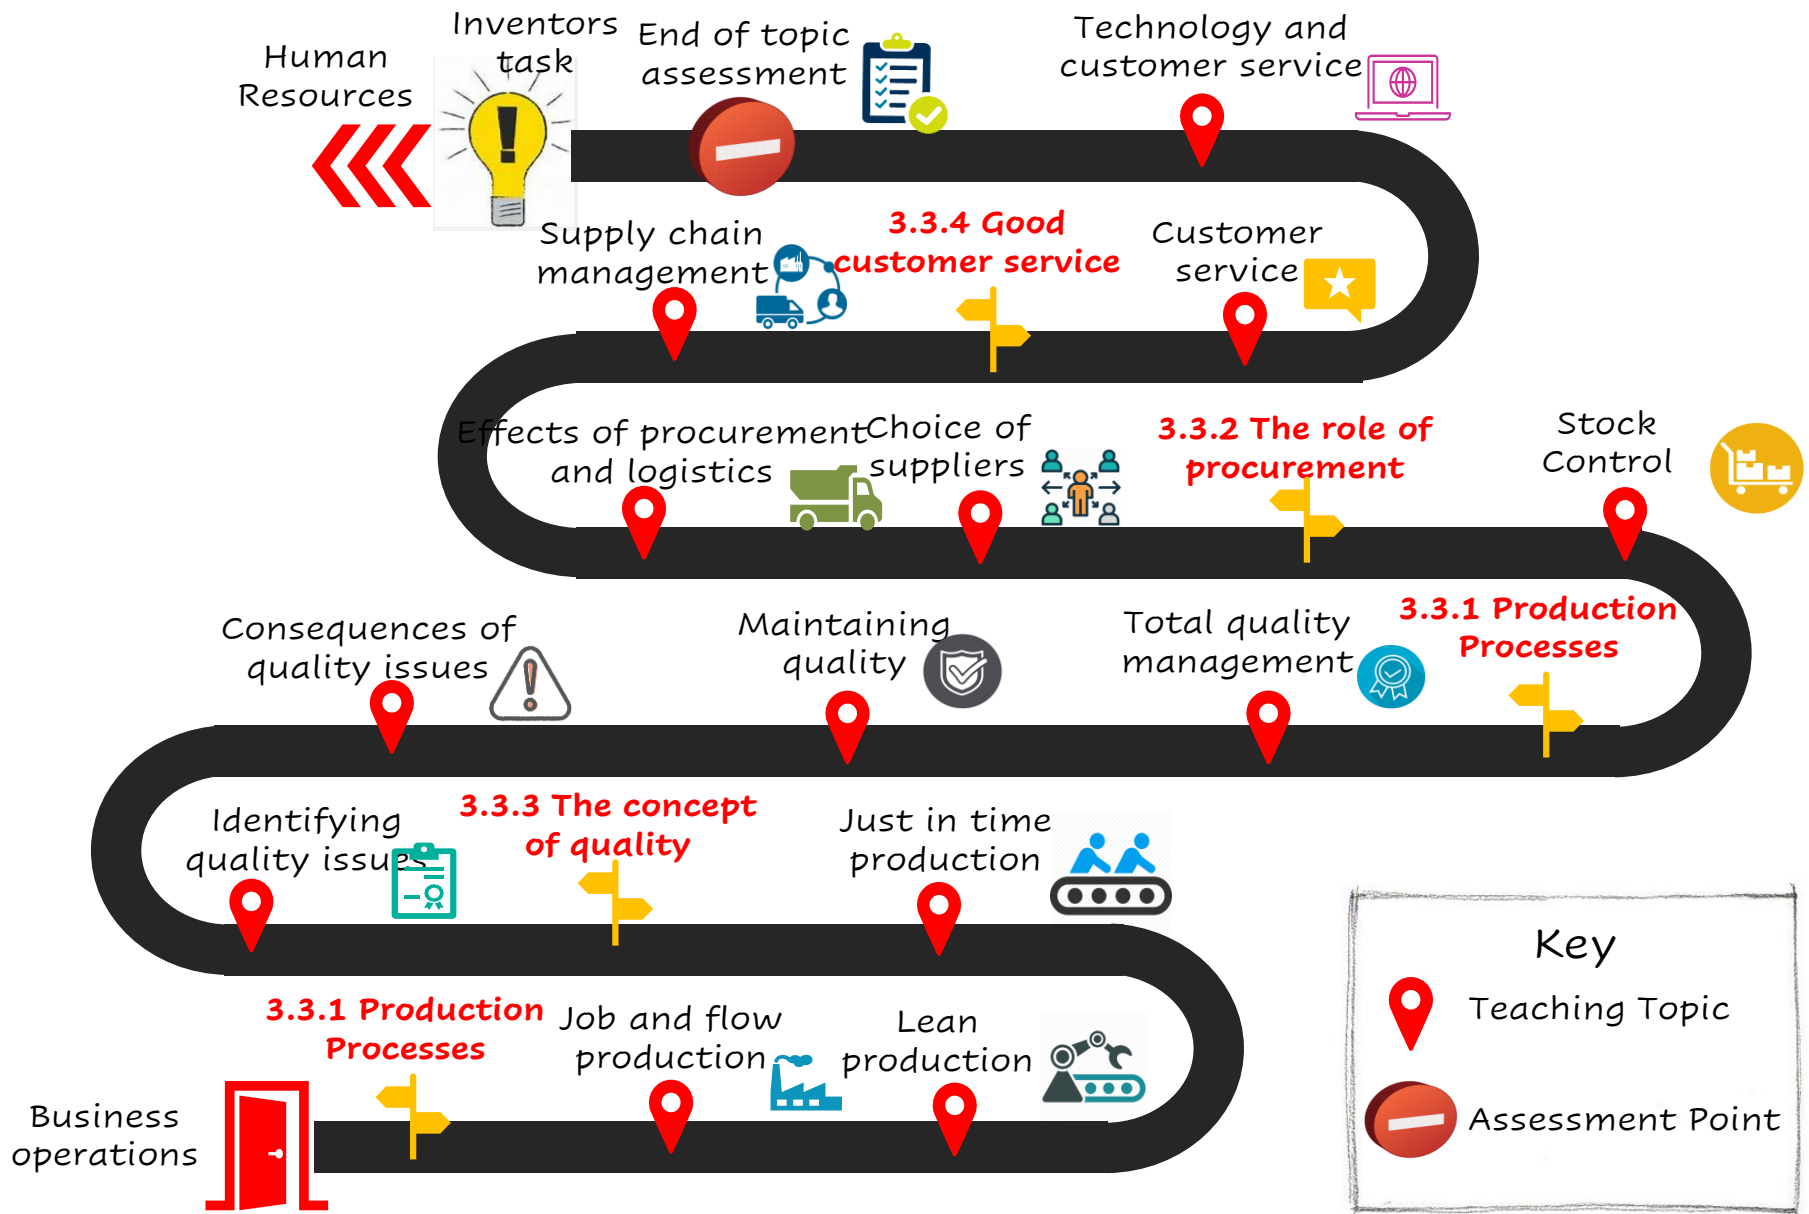 Human
Resources
Inventors
task
End of topic
assessment
Technology and
customer service
Supply chain
management
3.3.4 Good
customer service
Customer
service
Effects of procurement
and logistics
Choice of
suppliers
3.3.2 The role of
procurement
Stock
Control
Consequences of
quality issues
Maintaining
quality
Total quality
management
3.3.1 Production
Processes
Identifying
quality issues
3.3.3 The concept
of quality
Just in time
production
3.3.1 Production
Processes
Job and flow
production
Lean
production
Business
operations
Key
Teaching Topic
Assessment Point